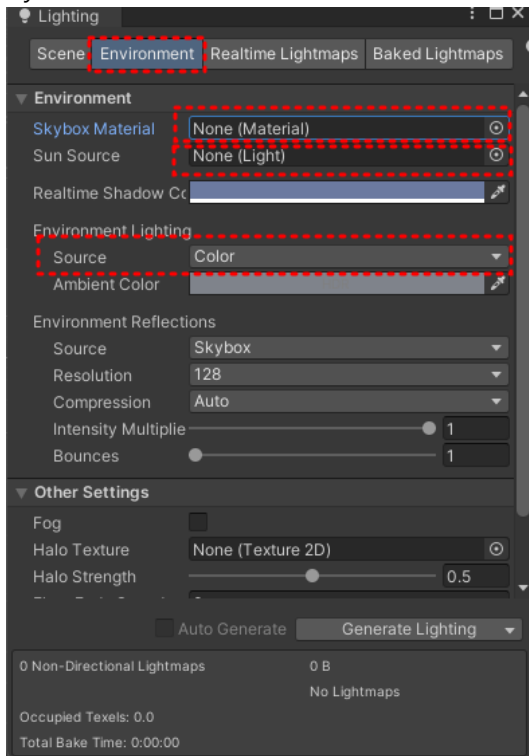 Lighting
Scene Environment Realtime Lightmaps Baked Lightmaps
Environment
Skybox Material None (Material)
Sun Source None (Light)
Realtime Shadow Co
Environment Lighting
Source Color
Ambient Color
Environment Reflections
Source Skybox
Resolution 128
Compression Auto
Intensity Multiplie 1
Bounces 1
Other Settings
Fog
Halo Texture None (Texture 2D)
Halo Strength 0.5
Auto Generate Generate Lighting
0 Non-Directional Lightmaps 0 B
No Lightmaps
Occupied Texels: 0.0
Total Bake Time: 0:00:00